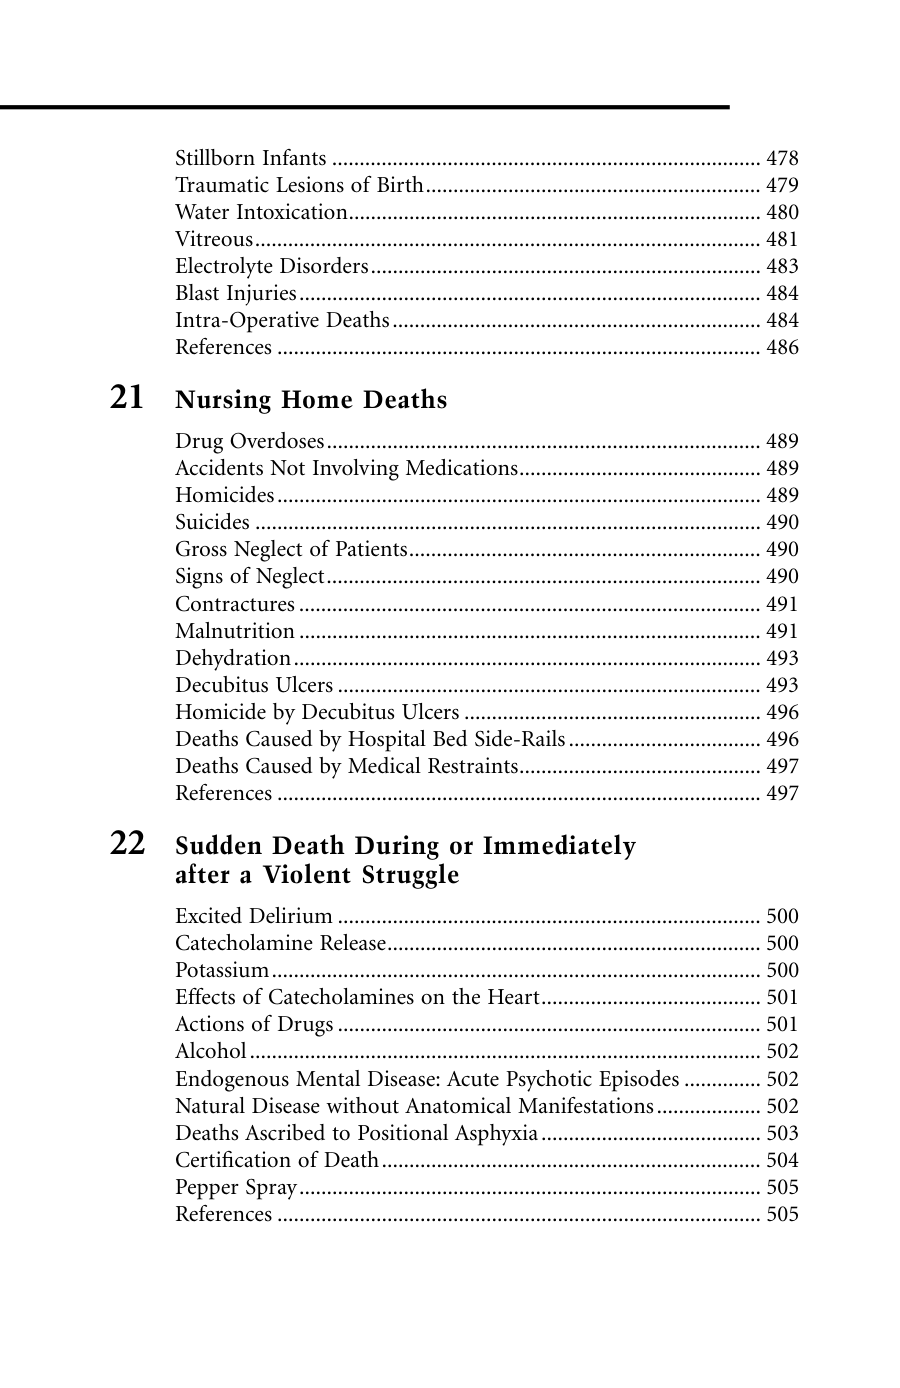 Stillborn Infants .............................................................................. 478
Traumatic Lesions of Birth............................................................. 479
Water Intoxication........................................................................... 480
Vitreous............................................................................................ 481
Electrolyte Disorders....................................................................... 483
Blast Injuries.................................................................................... 484
Intra-Operative Deaths................................................................... 484
References ........................................................................................ 486
21 Nursing Home Deaths
Drug Overdoses............................................................................... 489
Accidents Not Involving Medications............................................ 489
Homicides........................................................................................ 489
Suicides ............................................................................................ 490
Gross Neglect of Patients................................................................ 490
Signs of Neglect............................................................................... 490
Contractures .................................................................................... 491
Malnutrition .................................................................................... 491
Dehydration..................................................................................... 493
Decubitus Ulcers ............................................................................. 493
Homicide by Decubitus Ulcers ...................................................... 496
Deaths Caused by Hospital Bed Side-Rails................................... 496
Deaths Caused by Medical Restraints............................................ 497
References ........................................................................................ 497
22 Sudden Death During or Immediately
after a Violent Struggle
Excited Delirium ............................................................................. 500
Catecholamine Release.................................................................... 500
Potassium......................................................................................... 500
Effects of Catecholamines on the Heart........................................ 501
Actions of Drugs ............................................................................. 501
Alcohol............................................................................................. 502
Endogenous Mental Disease: Acute Psychotic Episodes .............. 502
Natural Disease without Anatomical Manifestations................... 502
Deaths Ascribed to Positional Asphyxia........................................ 503
Certification of Death..................................................................... 504
Pepper Spray.................................................................................... 505
References ........................................................................................ 505